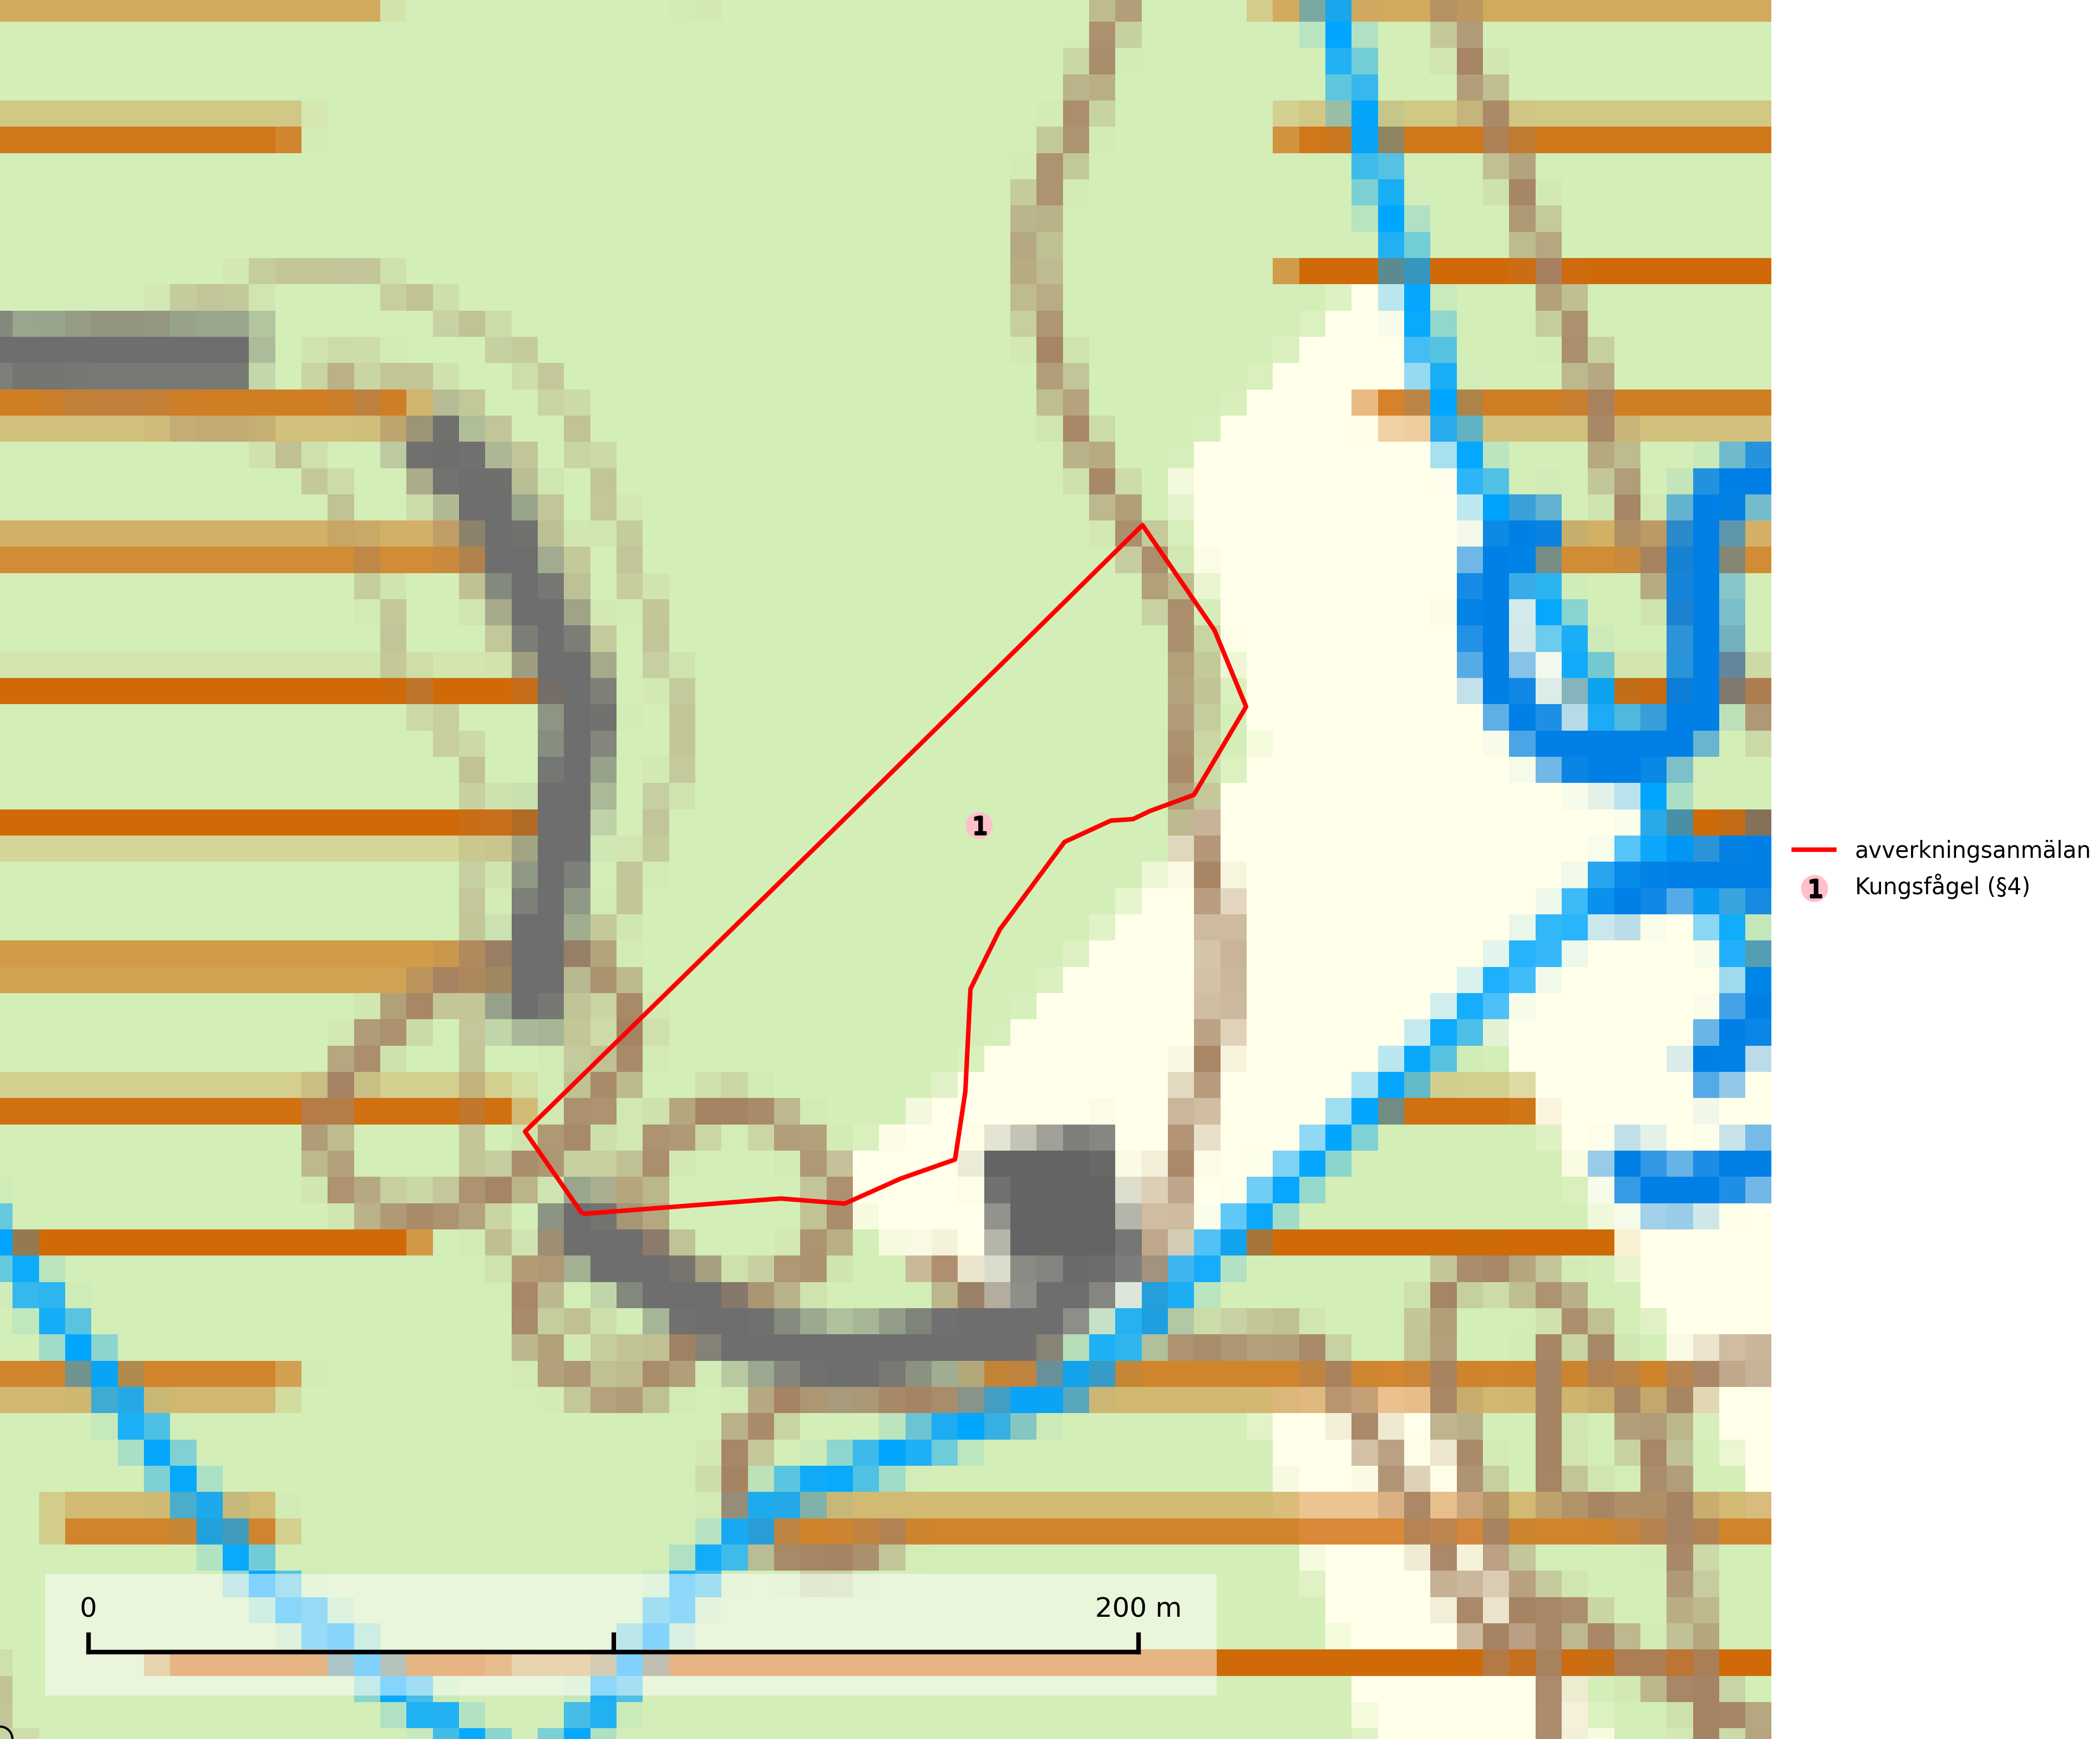 1
avverkningsanmälan
1 Kungsfågel (§4)
0 200 m